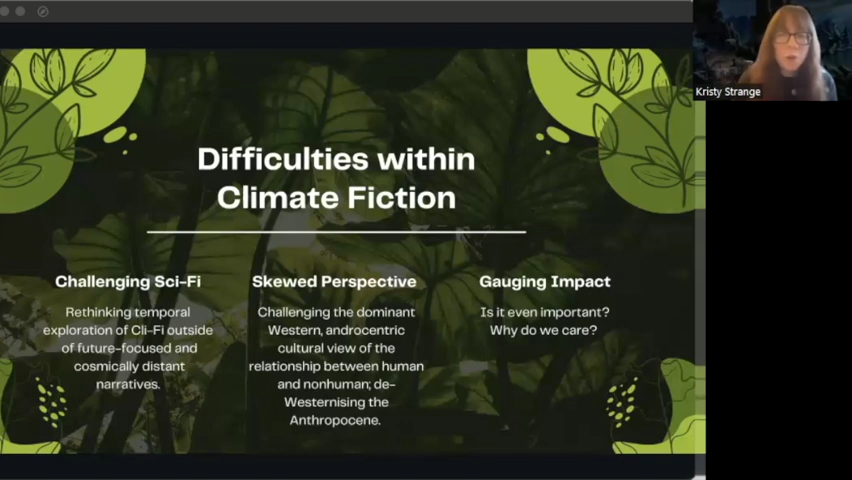 Kristy Strange
Difficulties within
Climate Fiction
Challenging Sci-Fi
Rethinking temporal
exploration of Cli-Fi outside
of future-focused and
cosmically distant
narratives.
Skewed Perspective
Challenging the dominant
Western, androcentric
cultural view of the
relationship between human
and nonhuman; de-
Westernising the
Anthropocene.
Gauging Impact
Is it even important?
Why do we care?